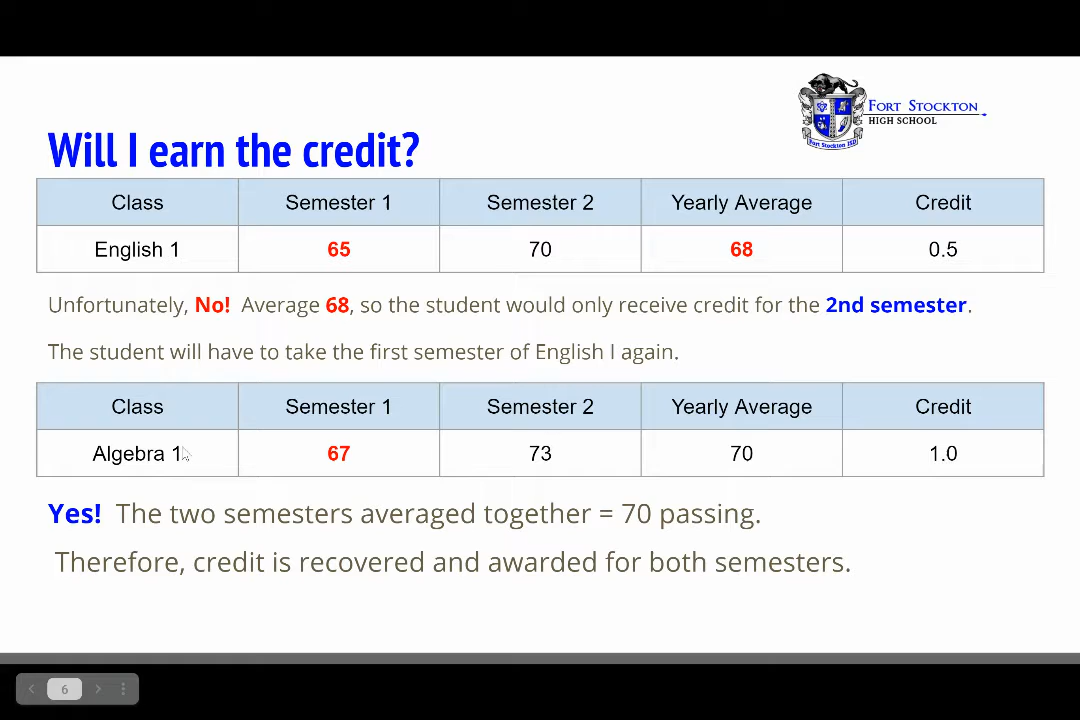 FORT STOCKTON
HIGH SCHOOL
Fort Stockton ISD
Will I earn the credit?
Class Semester 1 Semester 2 Yearly Average Credit
English 1 65 70 68 0.5
Unfortunately, No! Average 68, so the student would only receive credit for the 2nd semester.
The student will have to take the first semester of English I again.
Class Semester 1 Semester 2 Yearly Average Credit
Algebra 1 67 73 70 1.0
Yes! The two semesters averaged together = 70 passing.
Therefore, credit is recovered and awarded for both semesters.
6